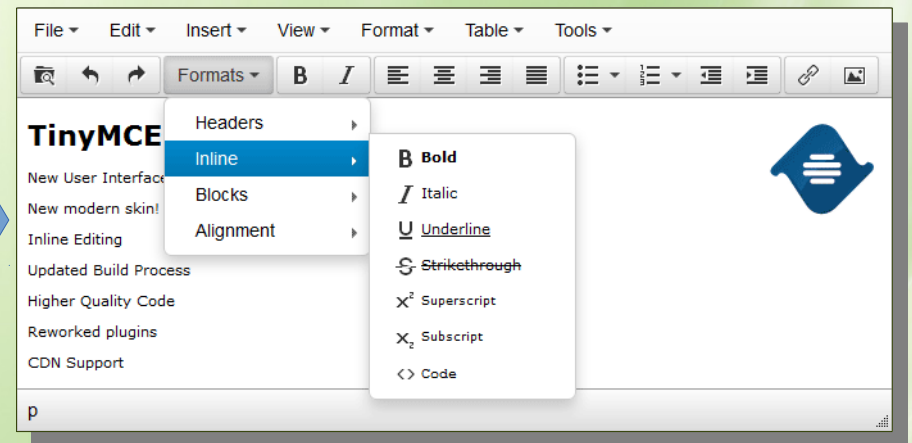 File Edit Insert View Format Table Tools
Formats B I
TinyMCE
New User Interface
New modern skin!
Inline Editing
Updated Build Process
Higher Quality Code
Reworked plugins
CDN Support
Headers
Inline
Blocks
Alignment
B Bold
I Italic
U Underline
S Strikethrough
x² Superscript
x₂ Subscript
<> Code
p